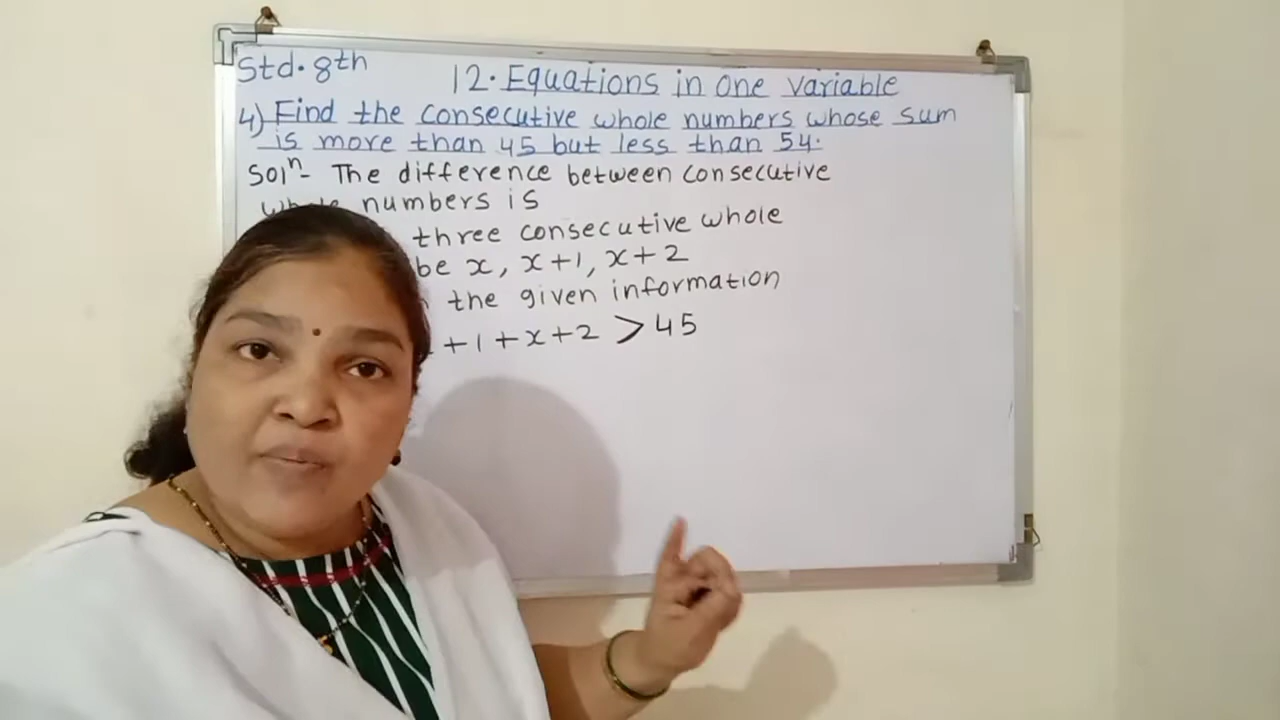 Std. 8th
12. Equations in one variable
4) Find the consecutive whole numbers whose sum
is more than 45 but less than 54.
Solⁿ- The difference between consecutive
whole numbers is
three consecutive whole
be x, x+1, x+2
the given information
+1+x+2 > 45